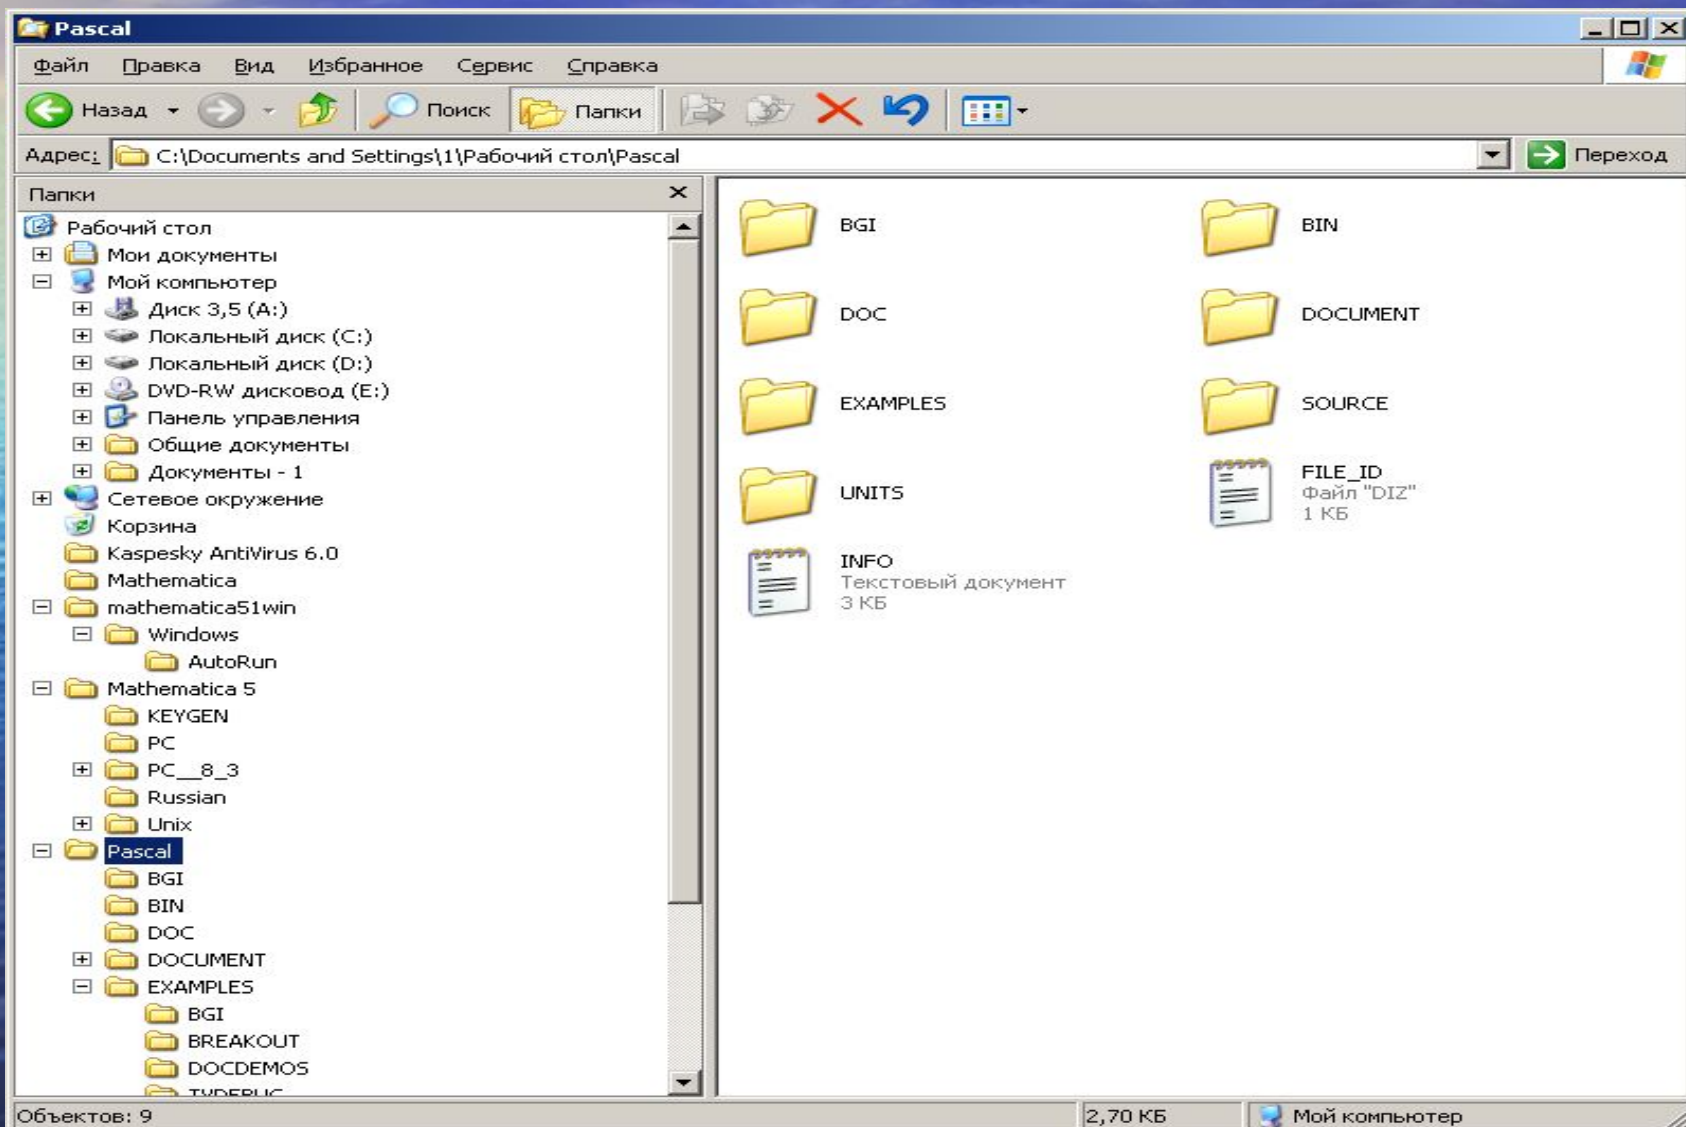 Pascal
Файл Правка Вид Избранное Сервис Справка
Назад Поиск Папки
Адрес: C:\Documents and Settings\1\Рабочий стол\Pascal Переход
Папки
Рабочий стол
Мои документы
Мой компьютер
Диск 3,5 (A:)
Локальный диск (C:)
Локальный диск (D:)
DVD-RW дисковод (E:)
Панель управления
Общие документы
Документы - 1
Сетевое окружение
Корзина
Kaspesky AntiVirus 6.0
Mathematica
mathematica51win
Windows
AutoRun
Mathematica 5
KEYGEN
PC
PC__8_3
Russian
Unix
Pascal
BGI
BIN
DOC
DOCUMENT
EXAMPLES
BGI
BREAKOUT
DOCDEMOS
BGI
BIN
DOC
DOCUMENT
EXAMPLES
SOURCE
UNITS
FILE_ID
Файл "DIZ"
1 КБ
INFO
Текстовый документ
3 КБ
Объектов: 9
2,70 КБ
Мой компьютер